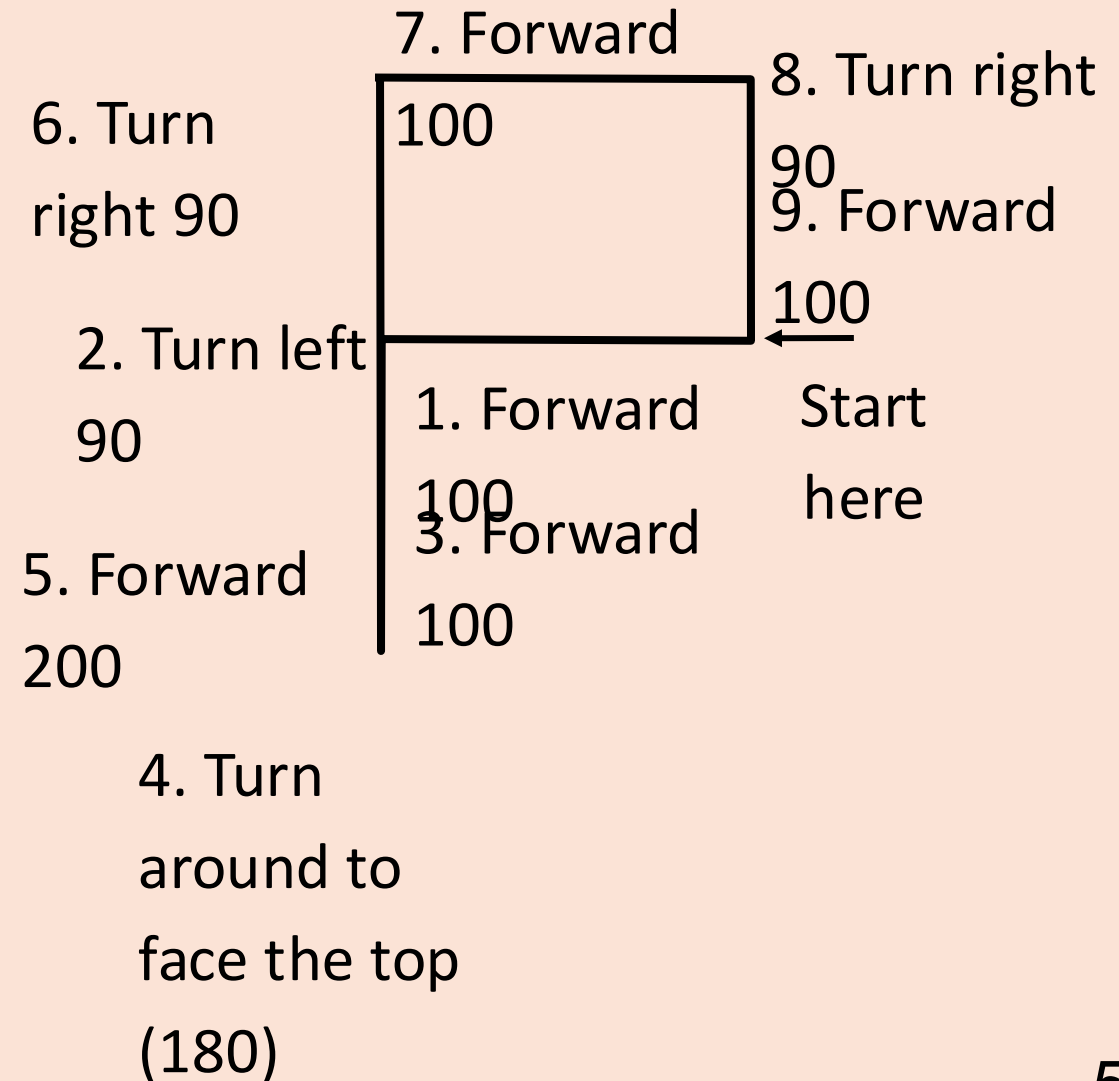 7. Forward
100
8. Turn right
90
9. Forward
100
6. Turn
right 90
2. Turn left
90
1. Forward
100
3. Forward
100
Start
here
5. Forward
200
4. Turn
around to
face the top
(180)